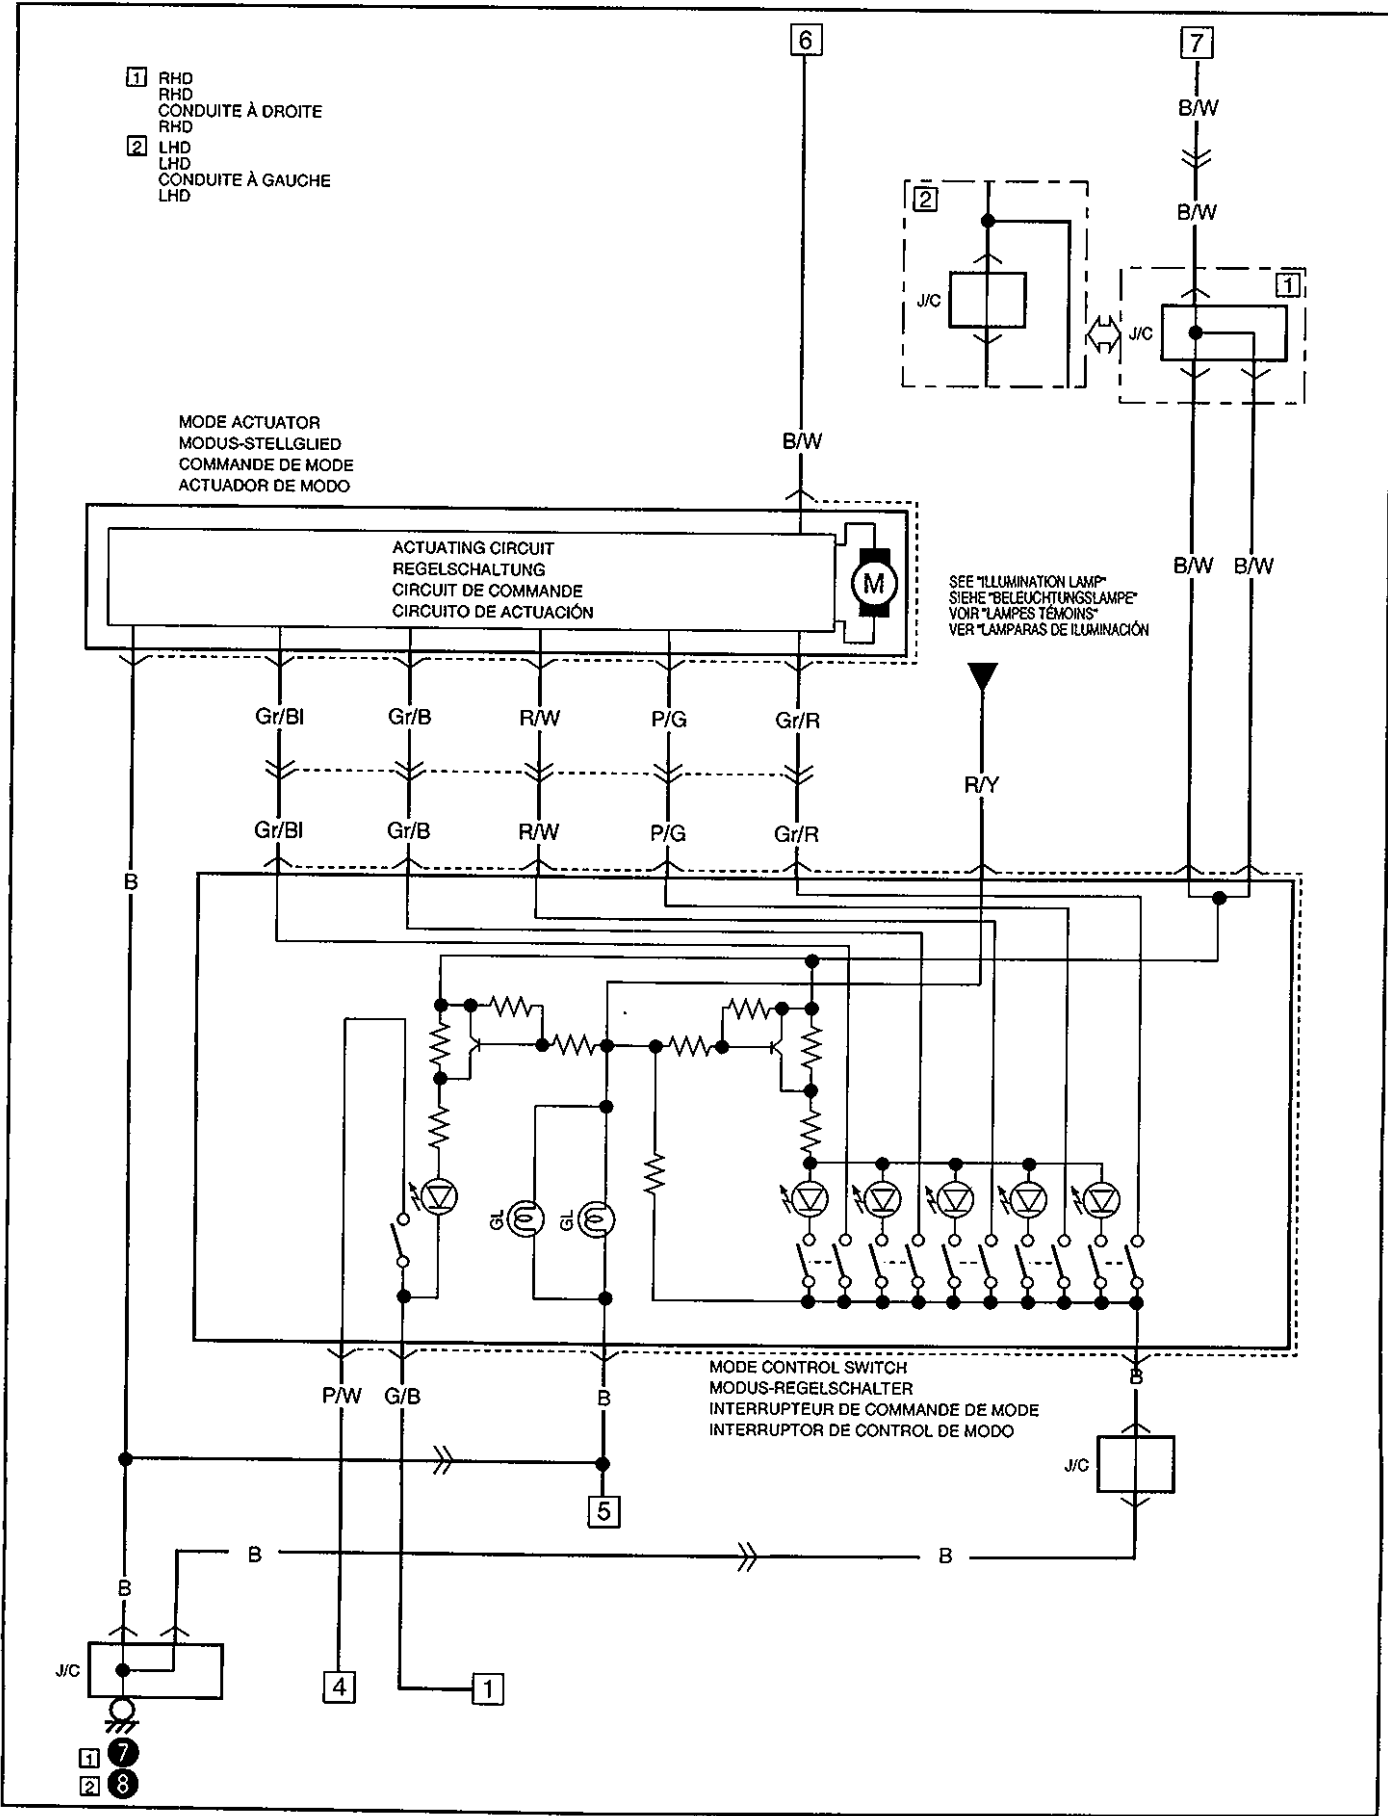 6
7
1 RHD
RHD
CONDUITE À DROITE
RHD
2 LHD
LHD
CONDUITE À GAUCHE
LHD
B/W
B/W
2
J/C
1
J/C
MODE ACTUATOR
MODUS-STELLGLIED
COMMANDE DE MODE
ACTUADOR DE MODO
B/W
ACTUATING CIRCUIT
REGELSCHALTUNG
CIRCUIT DE COMMANDE
CIRCUITO DE ACTUACIÓN
M
B/W B/W
SEE "ILLUMINATION LAMP"
SIEHE "BELEUCHTUNGSLAMPE"
VOIR "LAMPES TÉMOINS"
VER "LAMPARAS DE ILUMINACIÓN
Gr/Bl Gr/B R/W P/G Gr/R
R/Y
Gr/Bl Gr/B R/W P/G Gr/R
B
GL GL
MODE CONTROL SWITCH
MODUS-REGELSCHALTER
INTERRUPTEUR DE COMMANDE DE MODE
INTERRUPTOR DE CONTROL DE MODO
P/W G/B B B
J/C
5
B B
B
J/C
4 1
1 7
2 8